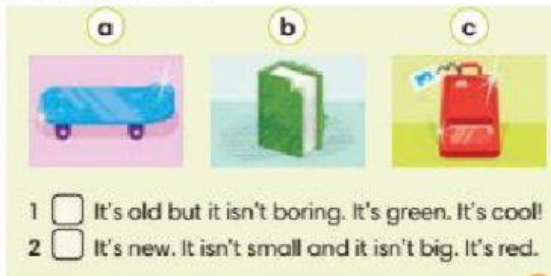 a b c
1 It's old but it isn't boring. It's green. It's cool!
2 It's new. It isn't small and it isn't big. It's red.